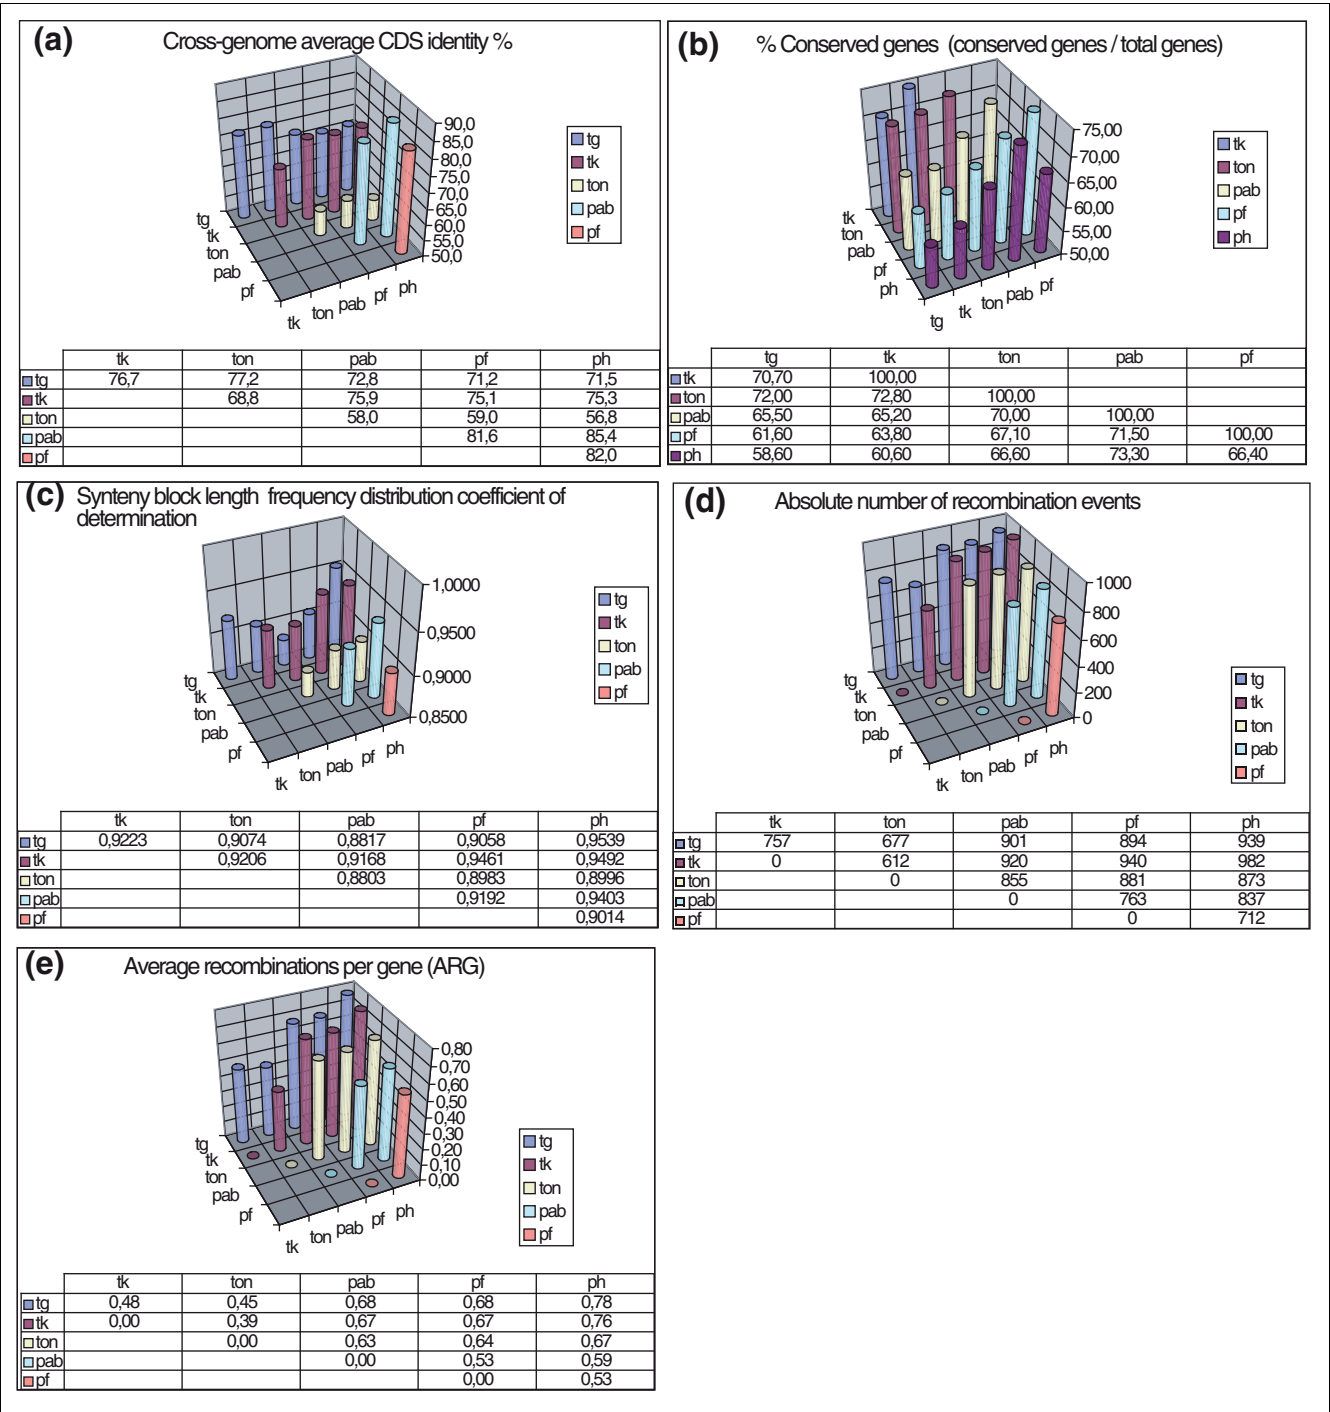 (a)
Cross-genome average CDS identity %
90,0
85,0
80,0
75,0
70,0
65,0
60,0
55,0
50,0
tg
tk
ton
pab
pf
tk
ton
pab
pf
ph
tg
tk
ton
pab
pf
tk ton pab pf ph
tg 76,7 77,2 72,8 71,2 71,5
tk 68,8 75,9 75,1 75,3
ton 58,0 59,0 56,8
pab 81,6 85,4
pf 82,0
(b)
% Conserved genes (conserved genes / total genes)
75,00
70,00
65,00
60,00
55,00
50,00
tk
ton
pab
pf
ph
tg
tk
ton
pab
pf
tk
ton
pab
pf
ph
tg tk ton pab pf
tk 70,70 100,00
ton 72,00 72,80 100,00
pab 65,50 65,20 70,00 100,00
pf 61,60 63,80 67,10 71,50 100,00
ph 58,60 60,60 66,60 73,30 66,40
(c)
Synteny block length frequency distribution coefficient of
determination
1,0000
0,9500
0,9000
0,8500
tg
tk
ton
pab
pf
tk
ton
pab
pf
ph
tg
tk
ton
pab
pf
tk ton pab pf ph
tg 0,9223 0,9074 0,8817 0,9058 0,9539
tk 0,9206 0,9168 0,9461 0,9492
ton 0,8803 0,8983 0,8996
pab 0,9192 0,9403
pf 0,9014
(d)
Absolute number of recombination events
1000
800
600
400
200
0
tg
tk
ton
pab
pf
tk
ton
pab
pf
ph
tg
tk
ton
pab
pf
tk ton pab pf ph
tg 757 677 901 894 939
tk 0 612 920 940 982
ton 0 855 881 873
pab 0 763 837
pf 0 712
(e)
Average recombinations per gene (ARG)
0,80
0,70
0,60
0,50
0,40
0,30
0,20
0,10
0,00
tg
tk
ton
pab
pf
tk
ton
pab
pf
ph
tg
tk
ton
pab
pf
tk ton pab pf ph
tg 0,48 0,45 0,68 0,68 0,78
tk 0,00 0,39 0,67 0,67 0,76
ton 0,00 0,63 0,64 0,67
pab 0,00 0,53 0,59
pf 0,00 0,53